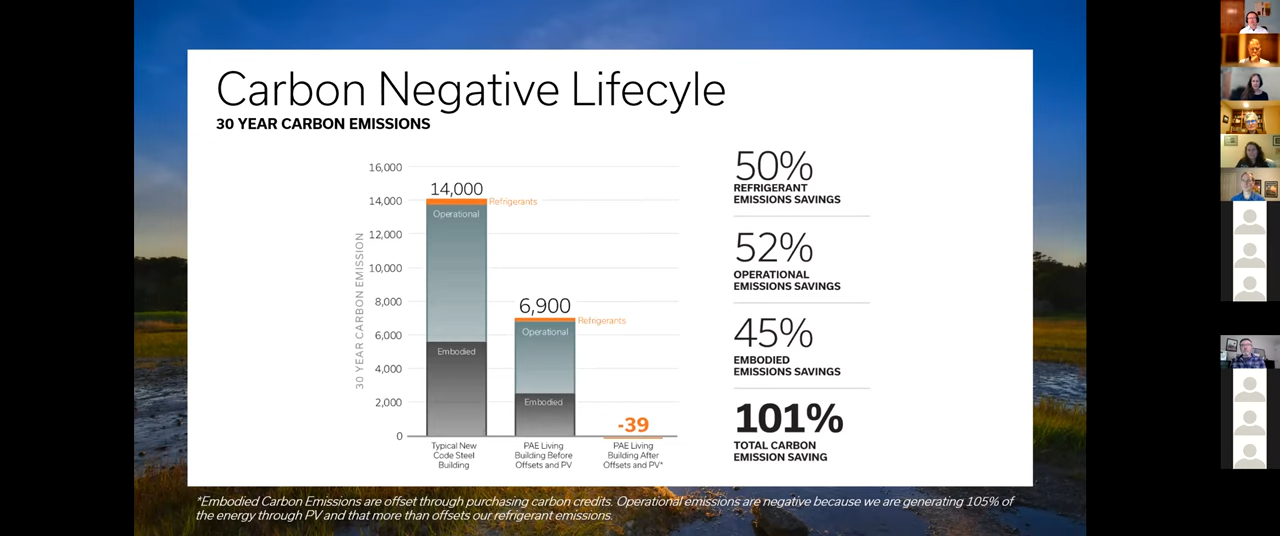 Carbon Negative Lifecyle
30 YEAR CARBON EMISSIONS
30 YEAR CARBON EMISSION
16,000
14,000
12,000
10,000
8,000
6,000
4,000
2,000
0
14,000
Refrigerants
Operational
Embodied
6,900
Refrigerants
Operational
Embodied
-39
Typical New
Code Steel
Building
PAE Living
Building Before
Offsets and PV
PAE Living
Building After
Offsets and PV*
50%
REFRIGERANT
EMISSIONS SAVINGS
52%
OPERATIONAL
EMISSIONS SAVINGS
45%
EMBODIED
EMISSIONS SAVINGS
101%
TOTAL CARBON
EMISSION SAVING
*Embodied Carbon Emissions are offset through purchasing carbon credits. Operational emissions are negative because we are generating 105% of
the energy through PV and that more than offsets our refrigerant emissions.